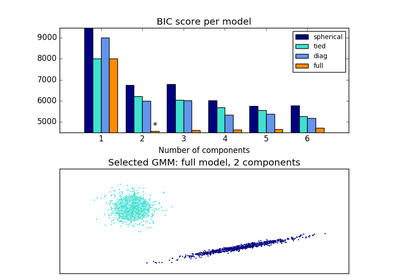 BIC score per model
9000
8000
7000
6000
5000
spherical
tied
diag
full
*
1 2 3 4 5 6
Number of components
Selected GMM: full model, 2 components